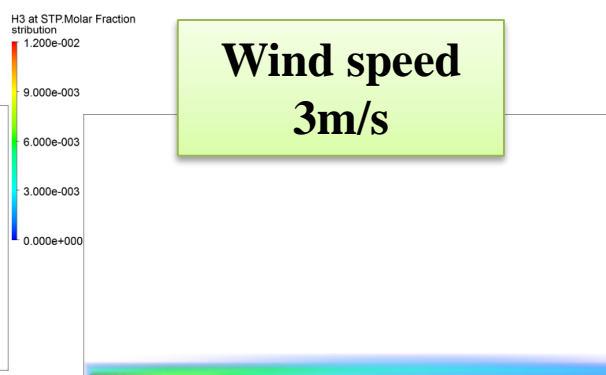 H3 at STP.Molar Fraction
stribution
1.200e-002
9.000e-003
6.000e-003
3.000e-003
0.000e+000
Wind speed
3m/s